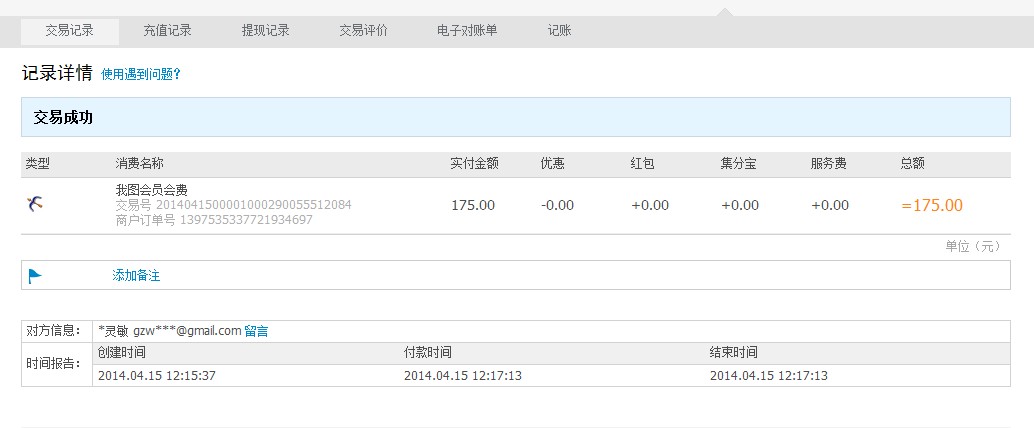 交易记录 充值记录 提现记录 交易评价 电子对账单 记账
记录详情 使用遇到问题?
交易成功
类型 消费名称 实付金额 优惠 红包 集分宝 服务费 总额
我图会员会费
交易号 2014041500001000290055512084
商户订单号 1397535337721934697
175.00 -0.00 +0.00 +0.00 +0.00 =175.00
单位（元）
添加备注
对方信息： *灵敏 gzw***@gmail.com 留言
时间报告： 创建时间 付款时间 结束时间
2014.04.15 12:15:37 2014.04.15 12:17:13 2014.04.15 12:17:13